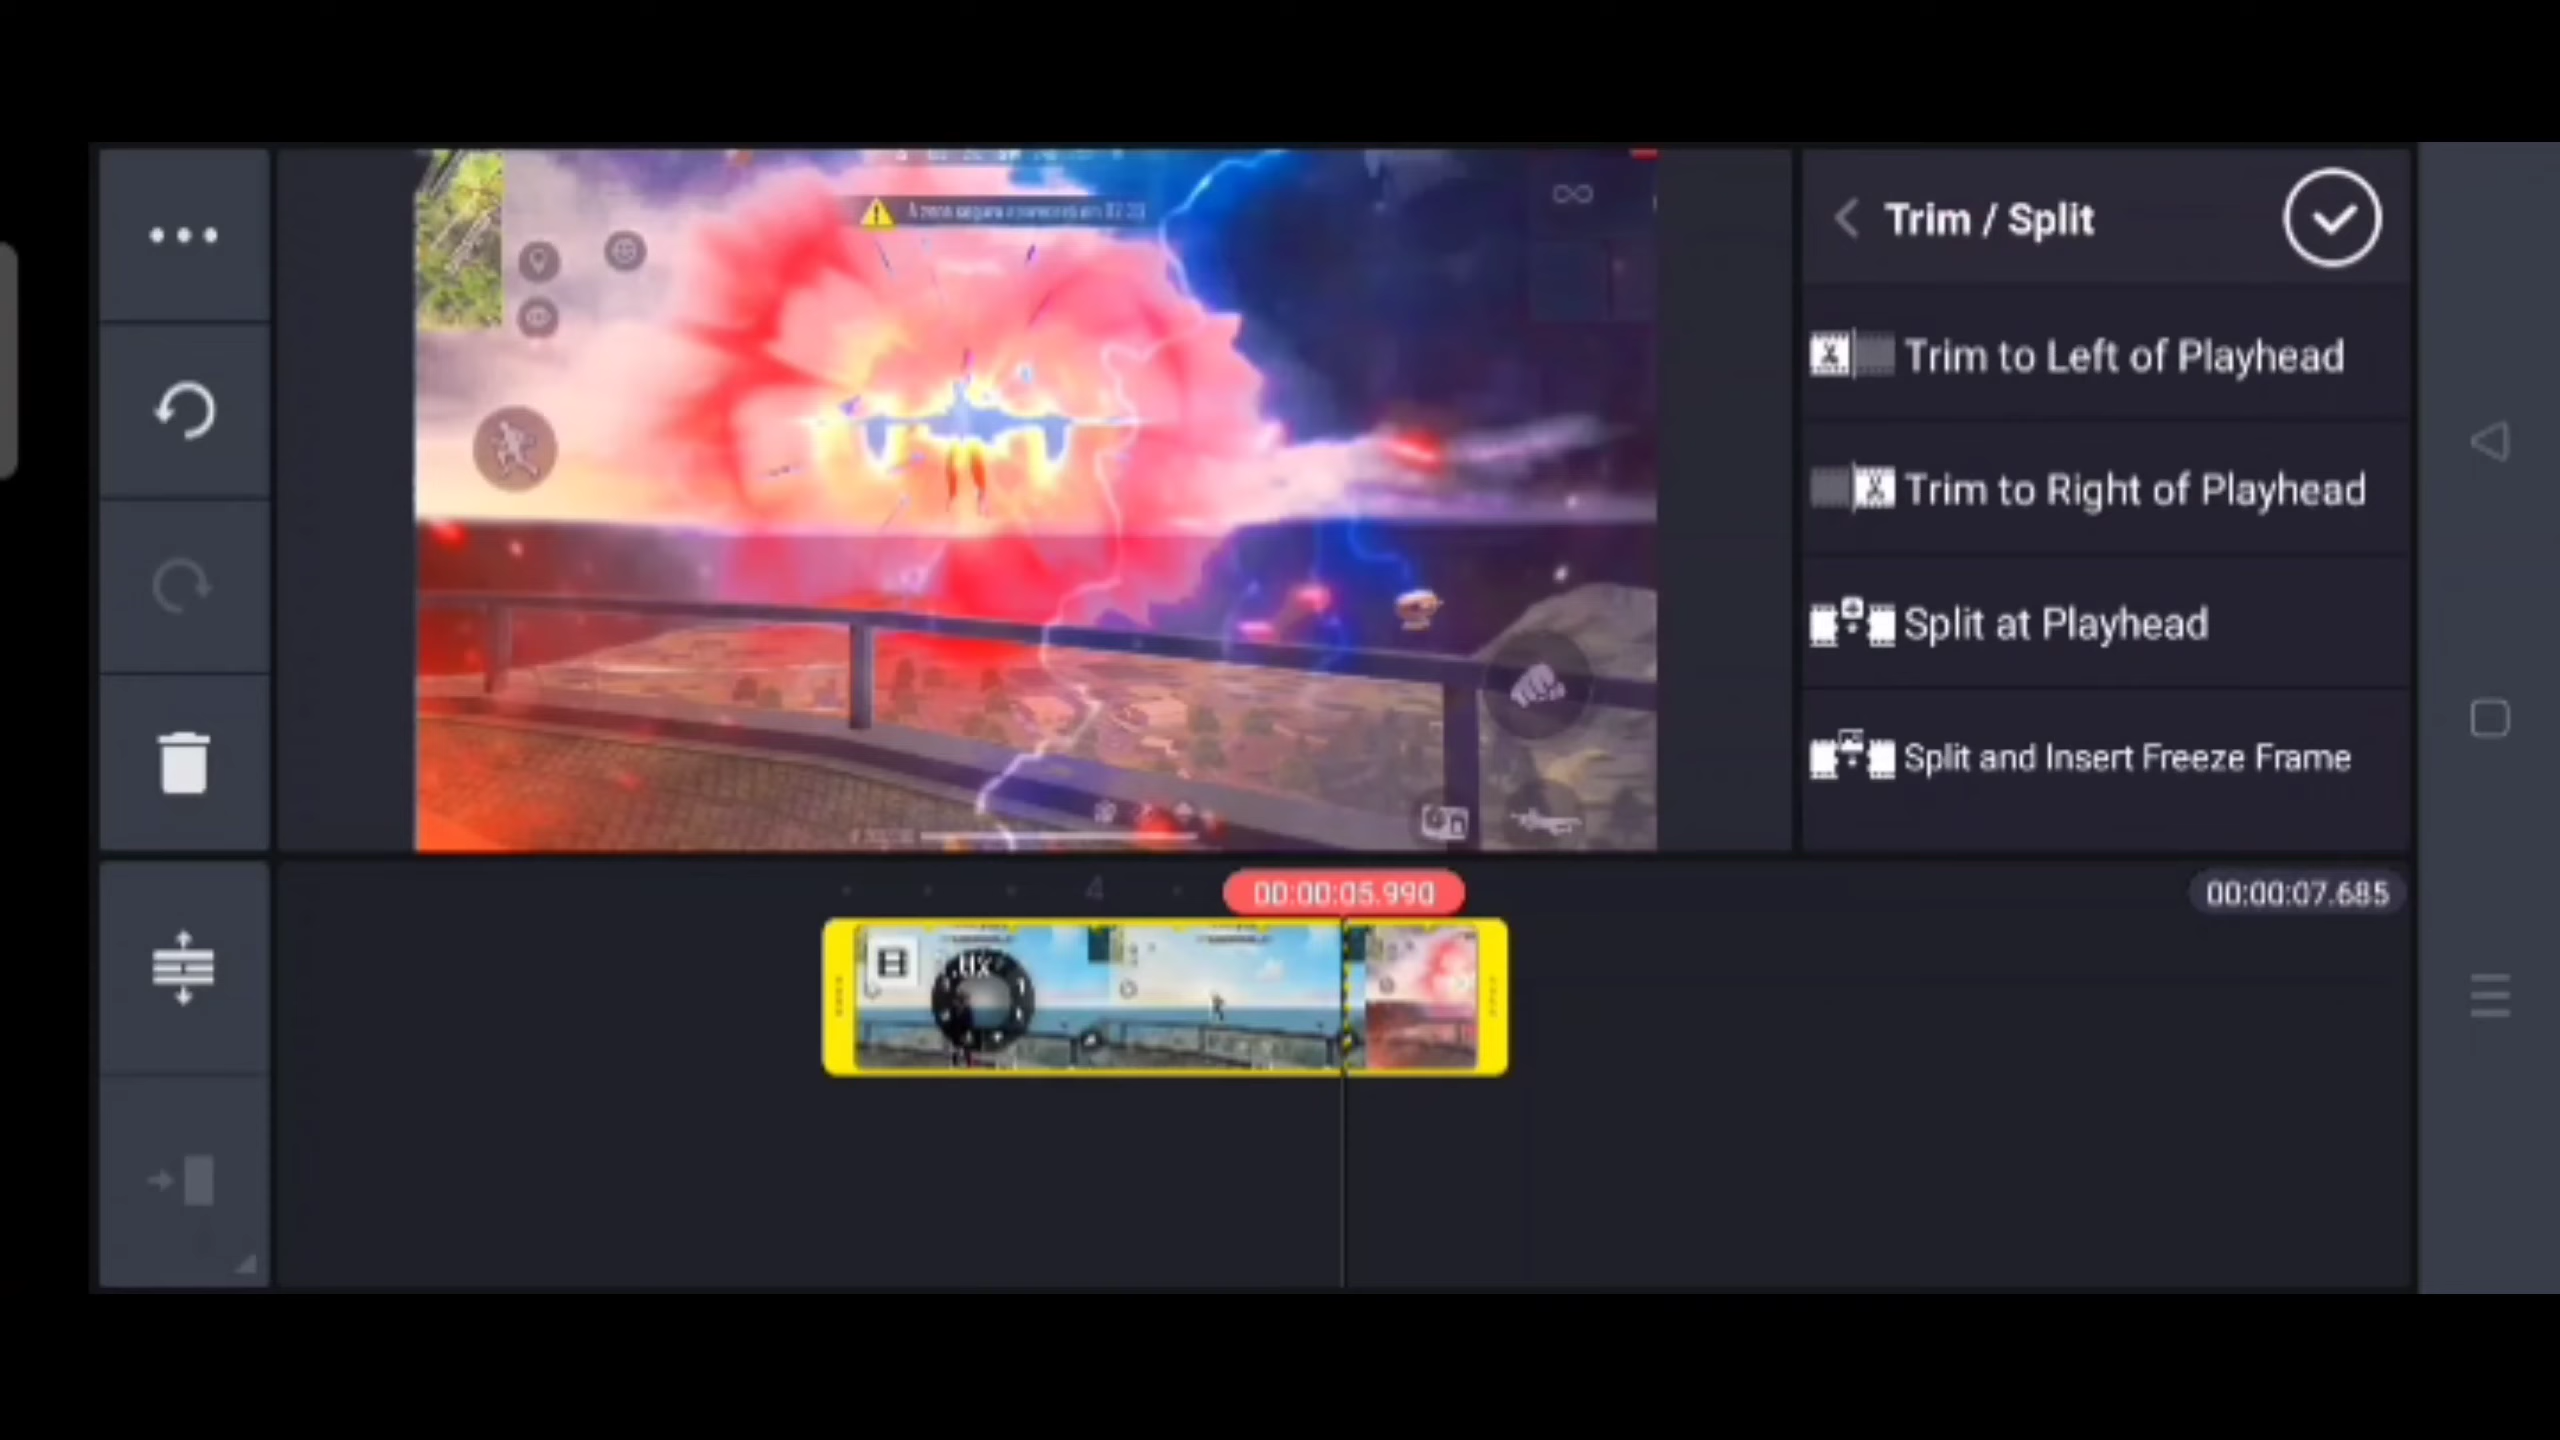 Trim / Split
Trim to Left of Playhead
Trim to Right of Playhead
Split at Playhead
Split and Insert Freeze Frame
4
00:00:05.990
00:00:07.685